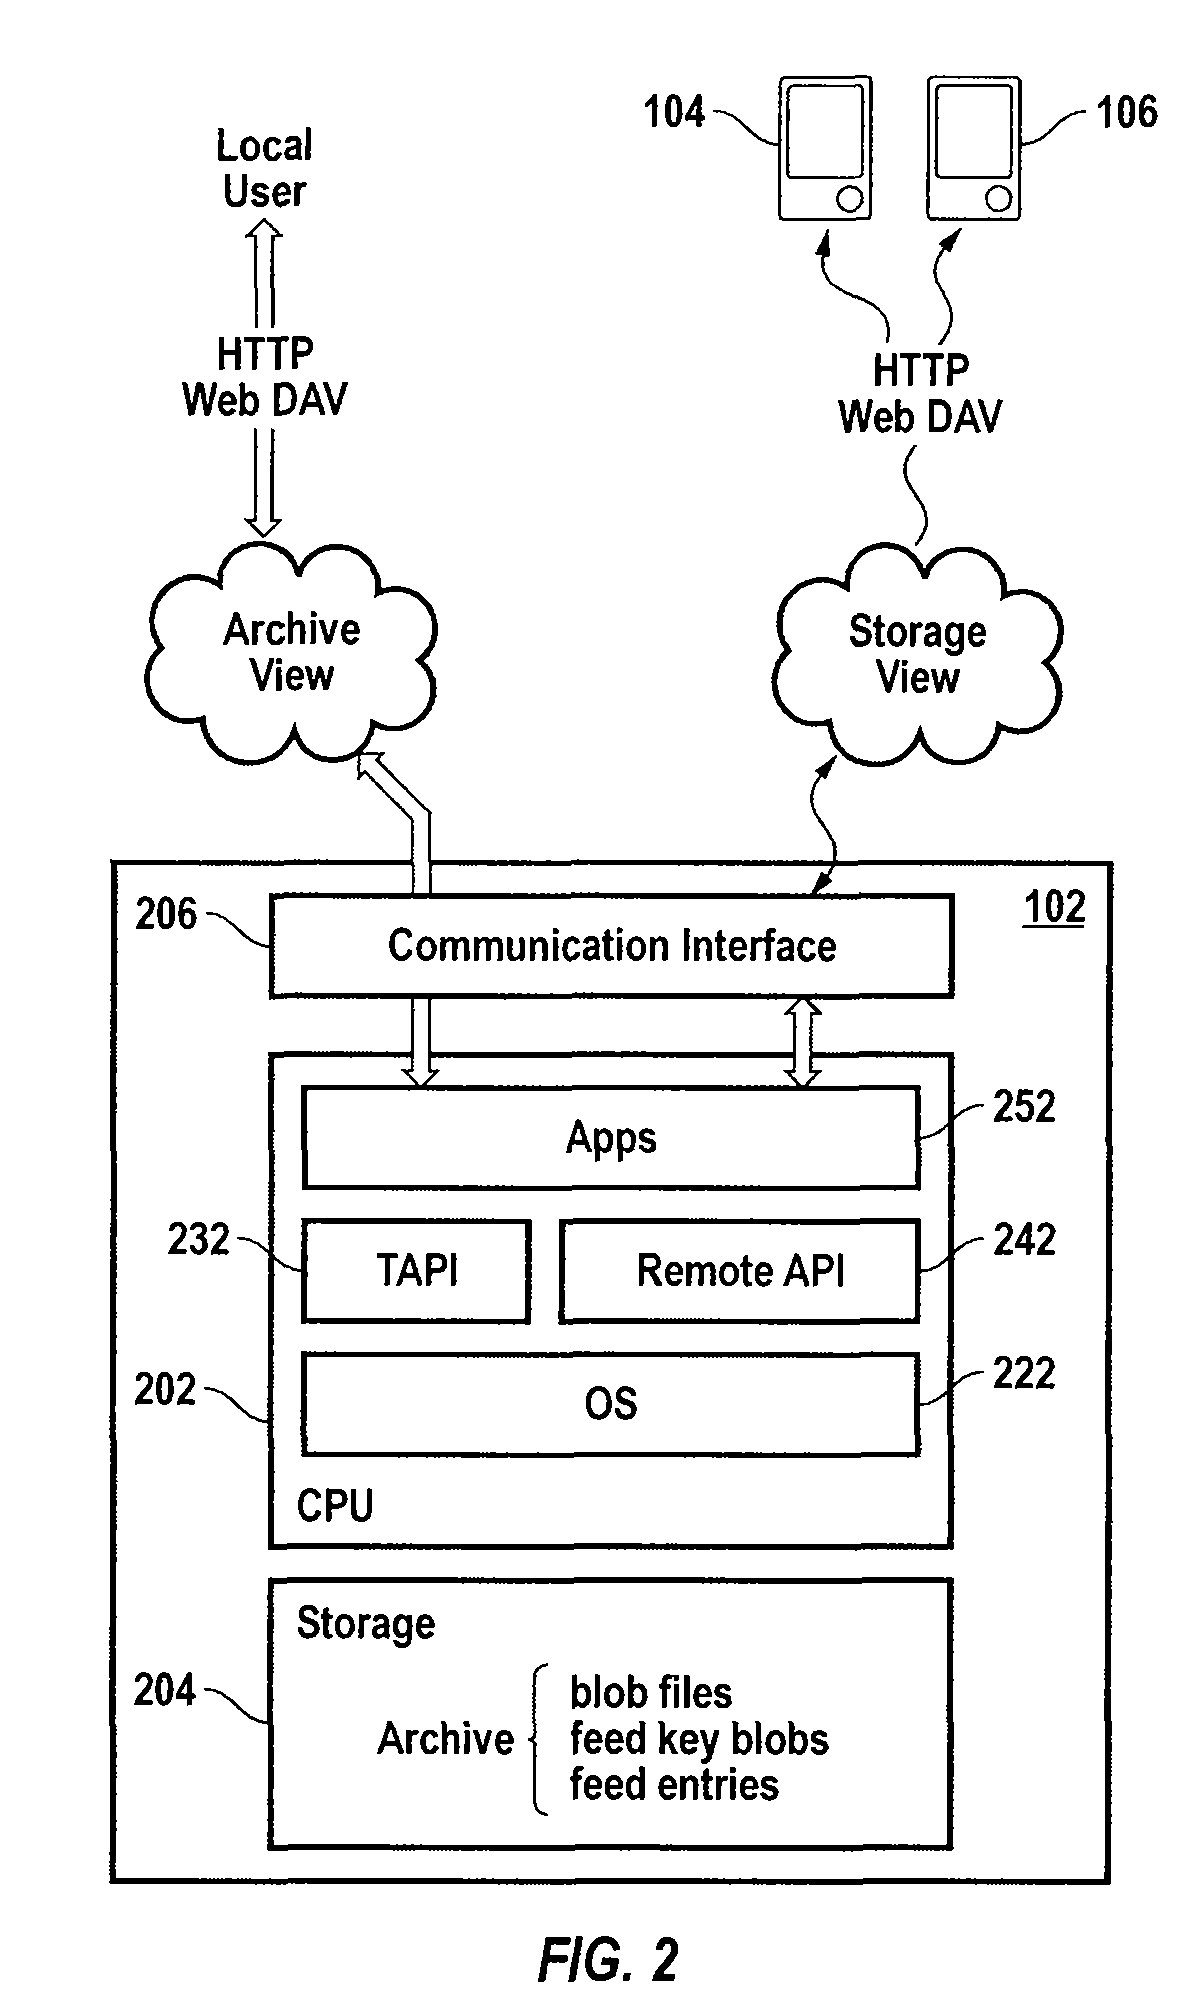 104
106
Local
User
HTTP
Web DAV
HTTP
Web DAV
Archive
View
Storage
View
102
206
Communication Interface
252
Apps
232
TAPI
Remote API
242
202
OS
222
CPU
Storage
204
Archive
blob files
feed key blobs
feed entries
FIG. 2